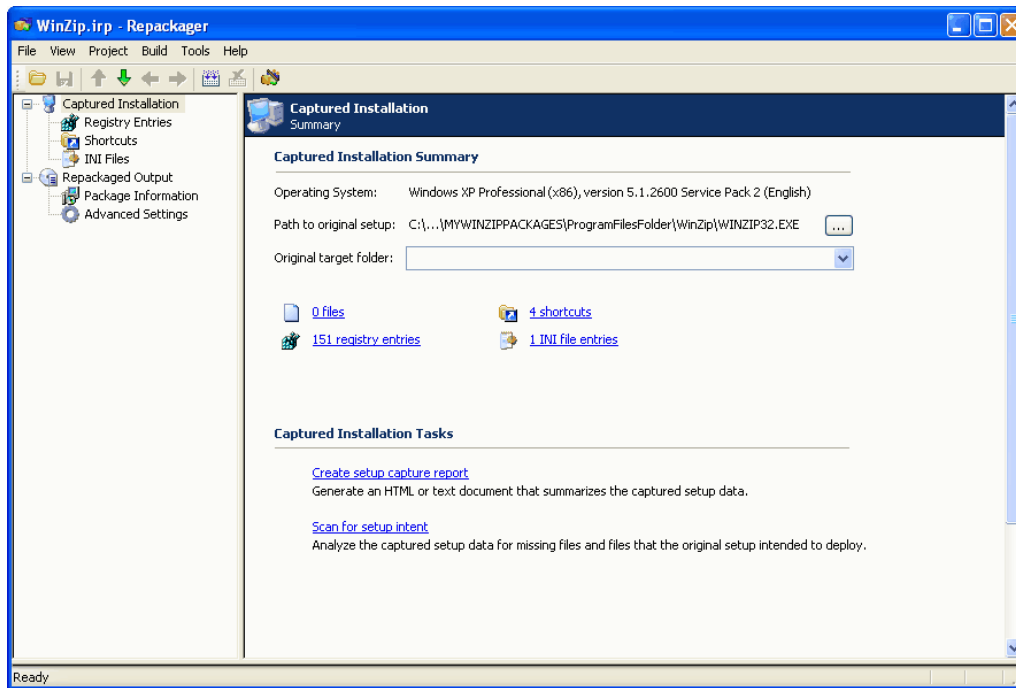 WinZip.irp - Repackager
File View Project Build Tools Help
Captured Installation
Registry Entries
Shortcuts
INI Files
Repackaged Output
Package Information
Advanced Settings
Captured Installation
Summary
Captured Installation Summary
Operating System: Windows XP Professional (x86), version 5.1.2600 Service Pack 2 (English)
Path to original setup: C:\...\MYWINZIPPACKAGES\ProgramFilesFolder\WinZip\WINZIP32.EXE ...
Original target folder:
0 files 4 shortcuts
151 registry entries 1 INI file entries
Captured Installation Tasks
Create setup capture report
Generate an HTML or text document that summarizes the captured setup data.
Scan for setup intent
Analyze the captured setup data for missing files and files that the original setup intended to deploy.
Ready